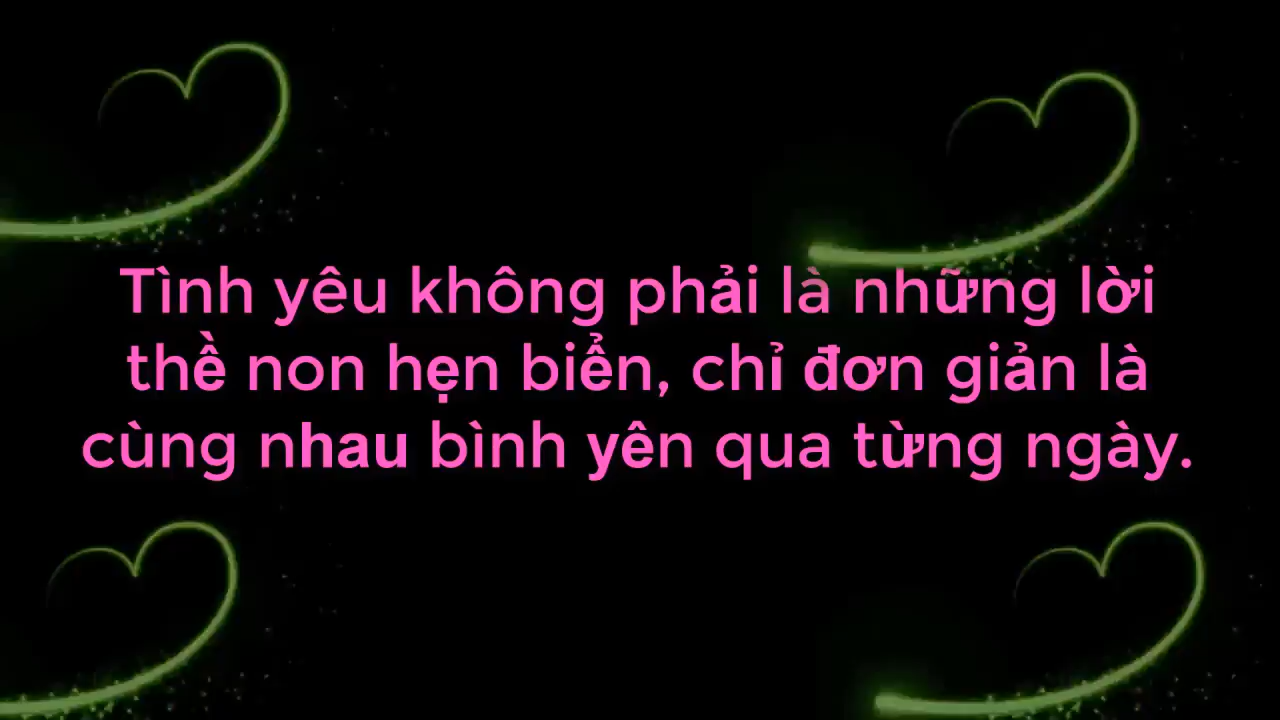 Tình yêu không phải là những lời
thề non hẹn biển, chỉ đơn giản là
cùng nhau bình yên qua từng ngày.